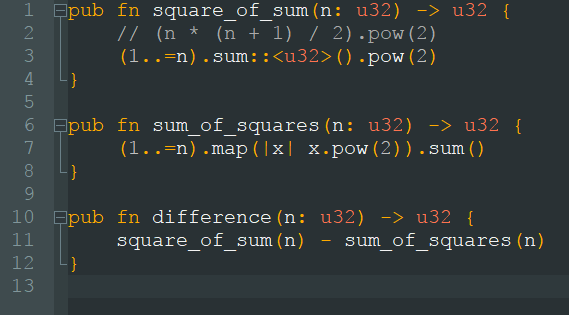 1 pub fn square_of_sum(n: u32) -> u32 {
2     // (n * (n + 1) / 2).pow(2)
3     (1..=n).sum::<u32>().pow(2)
4 }
5
6 pub fn sum_of_squares(n: u32) -> u32 {
7     (1..=n).map(|x| x.pow(2)).sum()
8 }
9
10 pub fn difference(n: u32) -> u32 {
11     square_of_sum(n) - sum_of_squares(n)
12 }
13